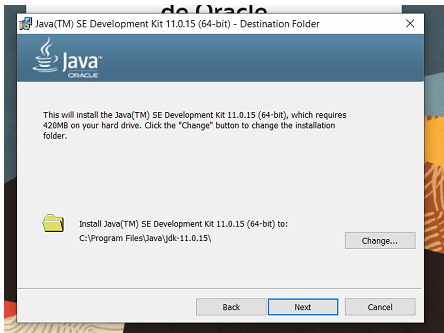 de Oracle
Java(TM) SE Development Kit 11.0.15 (64-bit) - Destination Folder
Java™
ORACLE
This will install the Java(TM) SE Development Kit 11.0.15 (64-bit), which requires
420MB on your hard drive. Click the "Change" button to change the installation
folder.
Install Java(TM) SE Development Kit 11.0.15 (64-bit) to:
C:\Program Files\Java\jdk-11.0.15\
Change...
Back
Next
Cancel